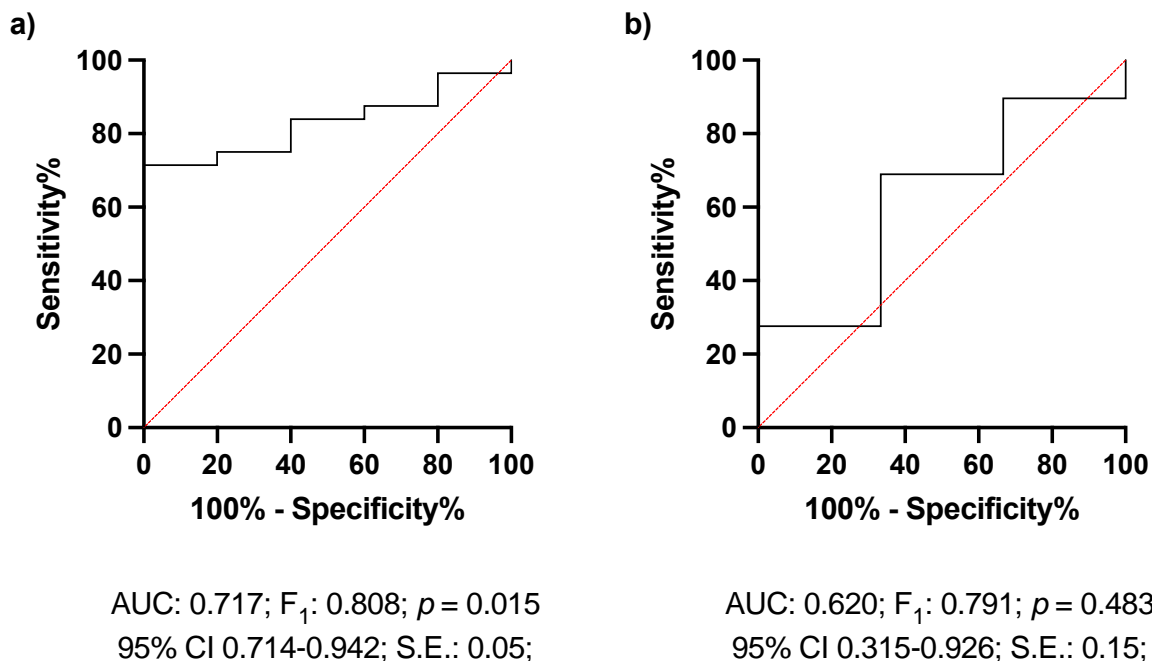 a)
b)
Sensitivity%
100
80
60
40
20
0
0 20 40 60 80 100
100% - Specificity%
Sensitivity%
100
80
60
40
20
0
0 20 40 60 80 100
100% - Specificity%
AUC: 0.717; F1: 0.808; p = 0.015
95% CI 0.714-0.942; S.E.: 0.05;
AUC: 0.620; F1: 0.791; p = 0.483
95% CI 0.315-0.926; S.E.: 0.15;